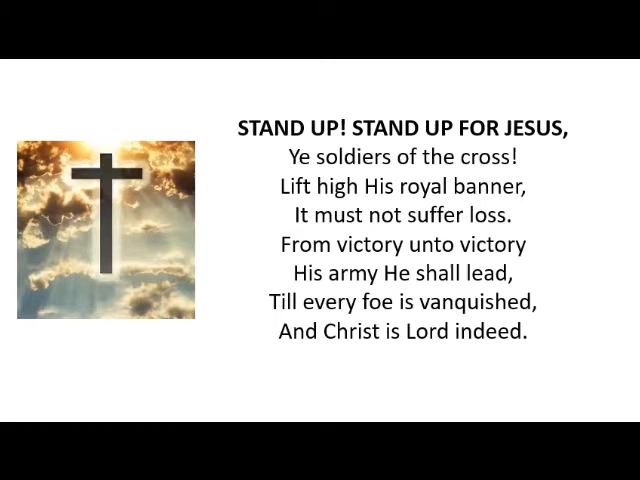 STAND UP! STAND UP FOR JESUS,
Ye soldiers of the cross!
Lift high His royal banner,
It must not suffer loss.
From victory unto victory
His army He shall lead,
Till every foe is vanquished,
And Christ is Lord indeed.